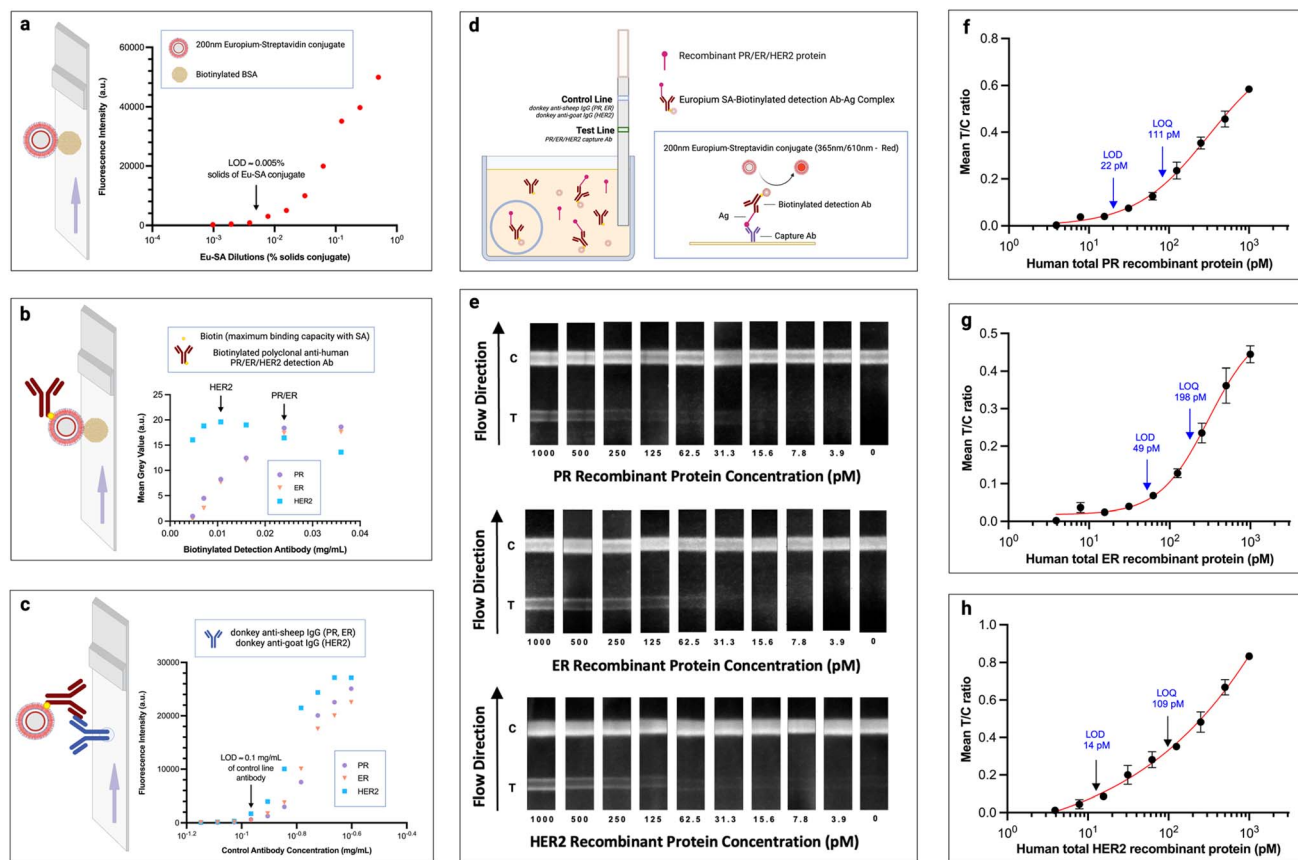 a
200nm Europium-Streptavidin conjugate
Biotinylated BSA
LOD = 0.005%
solids of Eu-SA
conjugate
Fluorescence Intensity (a.u.)
60000
40000
20000
0
10⁻⁴
10⁻³
10⁻²
10⁻¹
10⁰
Eu-SA Dilutions (% solids conjugate)
b
Biotin (maximum binding capacity with SA)
Biotinylated polyclonal anti-human
PR/ER/HER2 detection Ab
HER2
PR/ER
Mean Grey Value (a.u.)
25
20
15
10
5
0
PR
ER
HER2
0.00
0.01
0.02
0.03
0.04
Biotinylated Detection Antibody (mg/mL)
c
donkey anti-sheep IgG (PR, ER)
donkey anti-goat IgG (HER2)
Fluorescence Intensity (a.u.)
30000
20000
10000
0
LOD = 0.1 mg/mL
of control line
antibody
PR
ER
HER2
10⁻¹·²
10⁻¹
10⁻⁰·⁸
10⁻⁰·⁶
10⁻⁰·⁴
Control Antibody Concentration (mg/mL)
d
Control Line
donkey anti-sheep IgG (PR, ER)
donkey anti-goat IgG (HER2)
Test Line
PR/ER/HER2 capture Ab
Recombinant PR/ER/HER2 protein
Europium SA-Biotinylated detection Ab-Ag Complex
200nm Europium-Streptavidin conjugate (365nm/610nm - Red)
Biotinylated detection Ab
Ag
Capture Ab
e
Flow Direction
C
T
1000 500 250 125 62.5 31.3 15.6 7.8 3.9 0
PR Recombinant Protein Concentration (pM)
Flow Direction
C
T
1000 500 250 125 62.5 31.3 15.6 7.8 3.9 0
ER Recombinant Protein Concentration (pM)
Flow Direction
C
T
1000 500 250 125 62.5 31.3 15.6 7.8 3.9 0
HER2 Recombinant Protein Concentration (pM)
f
Mean T/C ratio
0.8
0.6
0.4
0.2
0.0
LOD
22 pM
LOQ
111 pM
10⁰
10¹
10²
10³
Human total PR recombinant protein (pM)
g
Mean T/C ratio
0.5
0.4
0.3
0.2
0.1
0.0
LOD
49 pM
LOQ
198 pM
10⁰
10¹
10²
10³
Human total ER recombinant protein (pM)
h
Mean T/C ratio
1.0
0.8
0.6
0.4
0.2
0.0
LOD
14 pM
LOQ
109 pM
10⁰
10¹
10²
10³
Human total HER2 recombinant protein (pM)